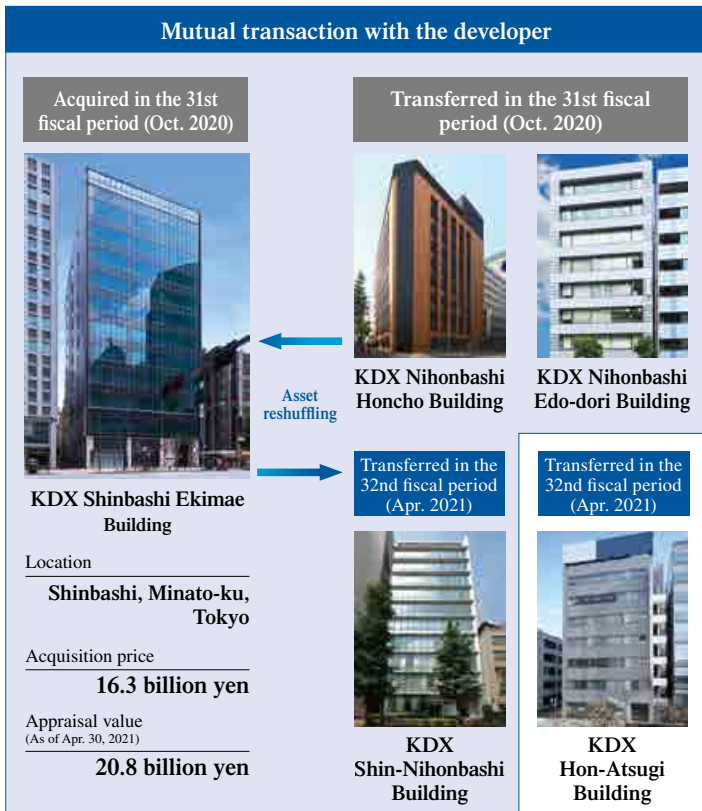 Mutual transaction with the developer
Acquired in the 31st
fiscal period (Oct. 2020)
Transferred in the 31st fiscal
period (Oct. 2020)
KDX Nihonbashi
Honcho Building
KDX Nihonbashi
Edo-dori Building
Asset
reshuffling
KDX Shinbashi Ekimae
Building
Location
Shinbashi, Minato-ku,
Tokyo
Acquisition price
16.3 billion yen
Appraisal value
(As of Apr. 30, 2021)
20.8 billion yen
Transferred in the
32nd fiscal period
(Apr. 2021)
KDX
Shin-Nihonbashi
Building
Transferred in the
32nd fiscal period
(Apr. 2021)
KDX
Hon-Atsugi
Building